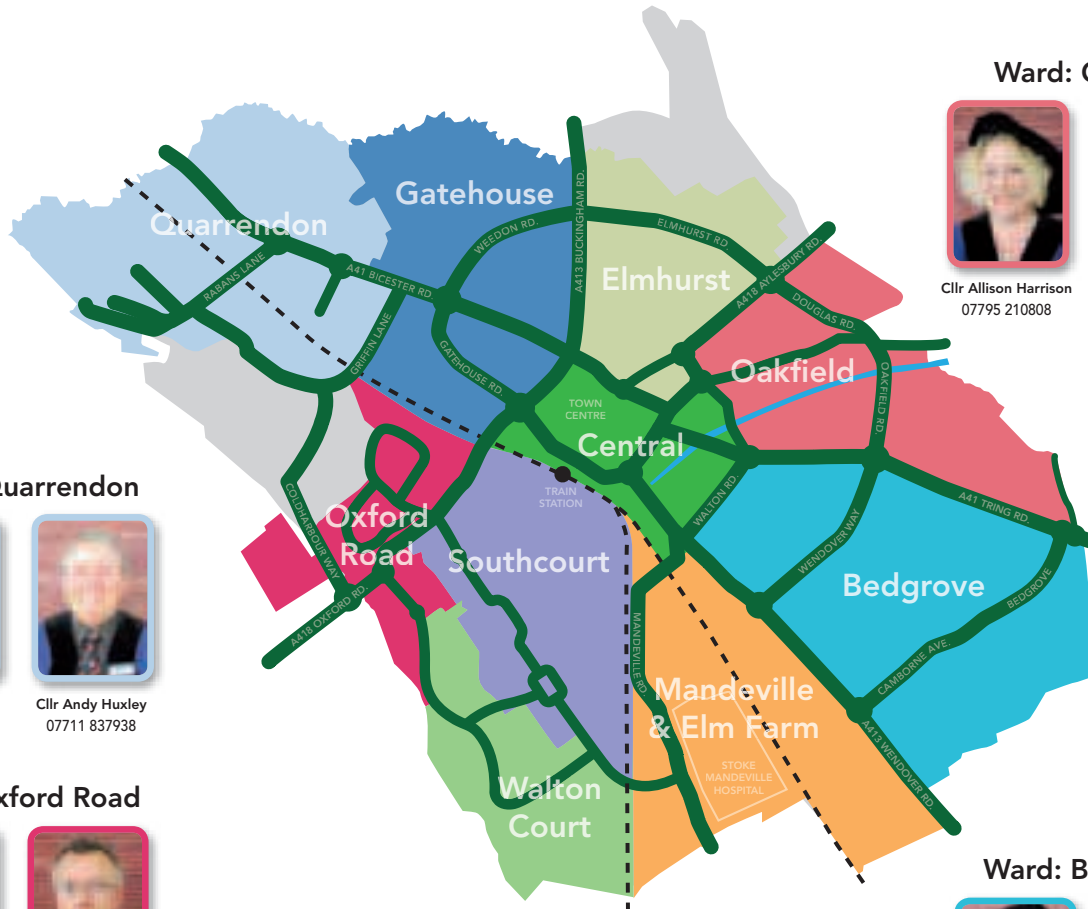 Ward: O
Cllr Allison Harrison
07795 210808
Quarrendon
Gatehouse
Elmhurst
Oakfield
TOWN
CENTRE
Central
TRAIN
STATION
Oxford
Road
Southcourt
Bedgrove
Mandeville
& Elm Farm
STOKE
MANDEVILLE
HOSPITAL
Walton
Court
RABANS LANE
A41 BICESTER RD
GRIFFIN LANE
WEEDON RD.
GATEHOUSE RD.
A413 BUCKINGHAM RD.
ELMHURST RD
A418 AYLESBURY RD.
DOUGLAS RD.
OAKFIELD RD.
WALTON RD
A41 TRING RD.
WENDOVER WAY
BEDGROVE
CAMBORNE AVE.
A413 WENDOVER RD.
MANDEVILLE RD.
COLDHARBOUR WAY
A418 OXFORD RD.
uarrendon
Cllr Andy Huxley
07711 837938
xford Road
Ward: B